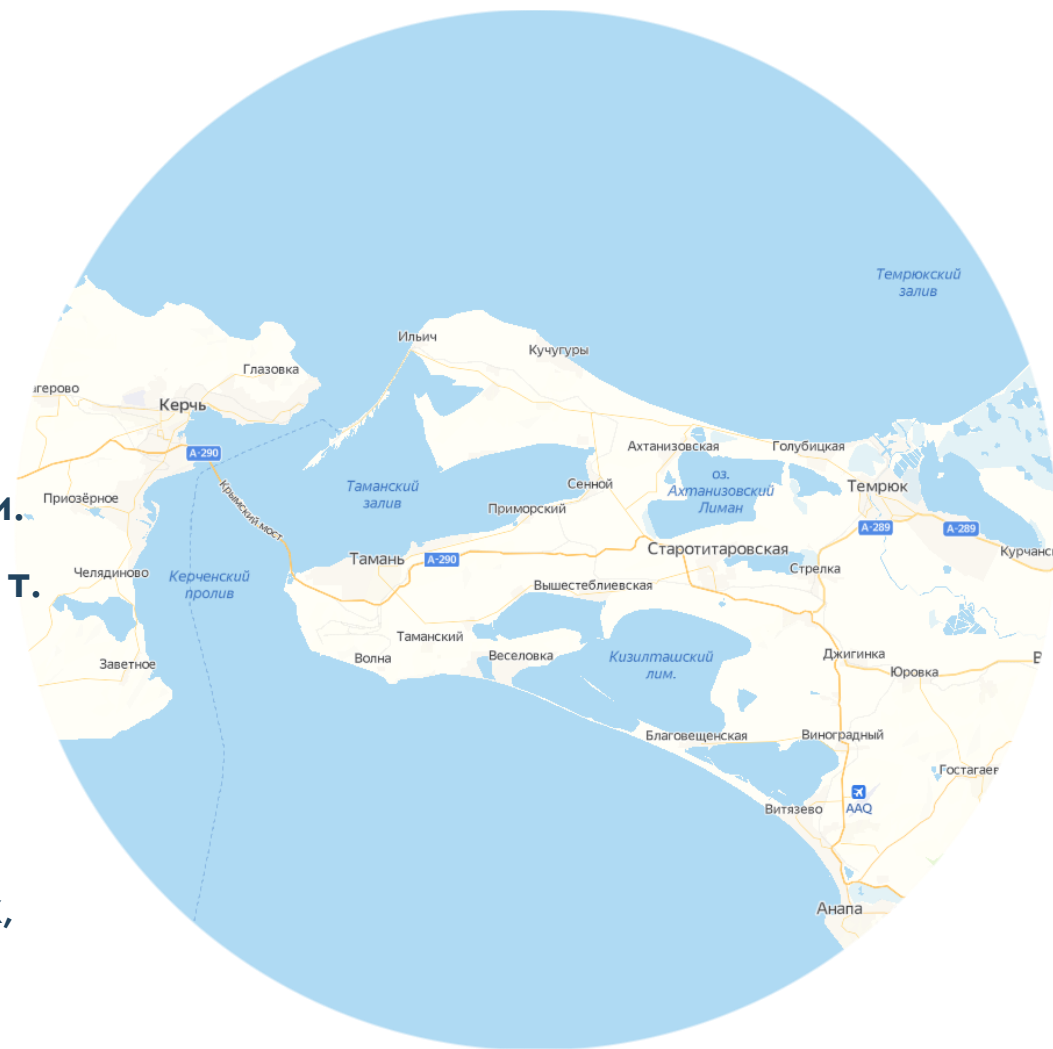 Темрюкский
залив
Ильич
Кучугуры
Глазовка
Керчь
А-290
Ахтанизовская
Голубицкая
оз.
Ахтанизовский
Лиман
Сенной
Темрюк
Таманский
залив
Приозёрное
Крымский мост
Приморский
А-289
А-289
и.
Старотитаровская
Тамань
А-290
Стрелка
Челядиново
Керченский
пролив
т.
Вышестеблиевская
Таманский
Волна
Веселовка
Кизилташский
лим.
Джигинка
Юровка
Заветное
Благовещенская
Виноградный
Витязево
AAQ
Анапа